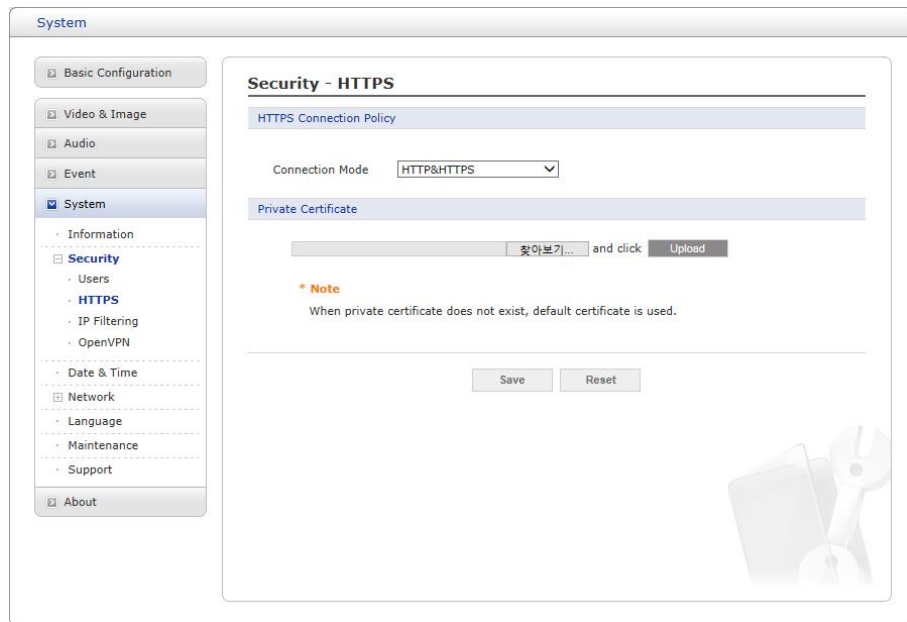 System
Basic Configuration
Video & Image
Audio
Event
System
Information
Security
Users
HTTPS
IP Filtering
OpenVPN
Date & Time
Network
Language
Maintenance
Support
About
Security - HTTPS
HTTPS Connection Policy
Connection Mode HTTP&HTTPS
Private Certificate
찾아보기... and click Upload
* Note
When private certificate does not exist, default certificate is used.
Save Reset